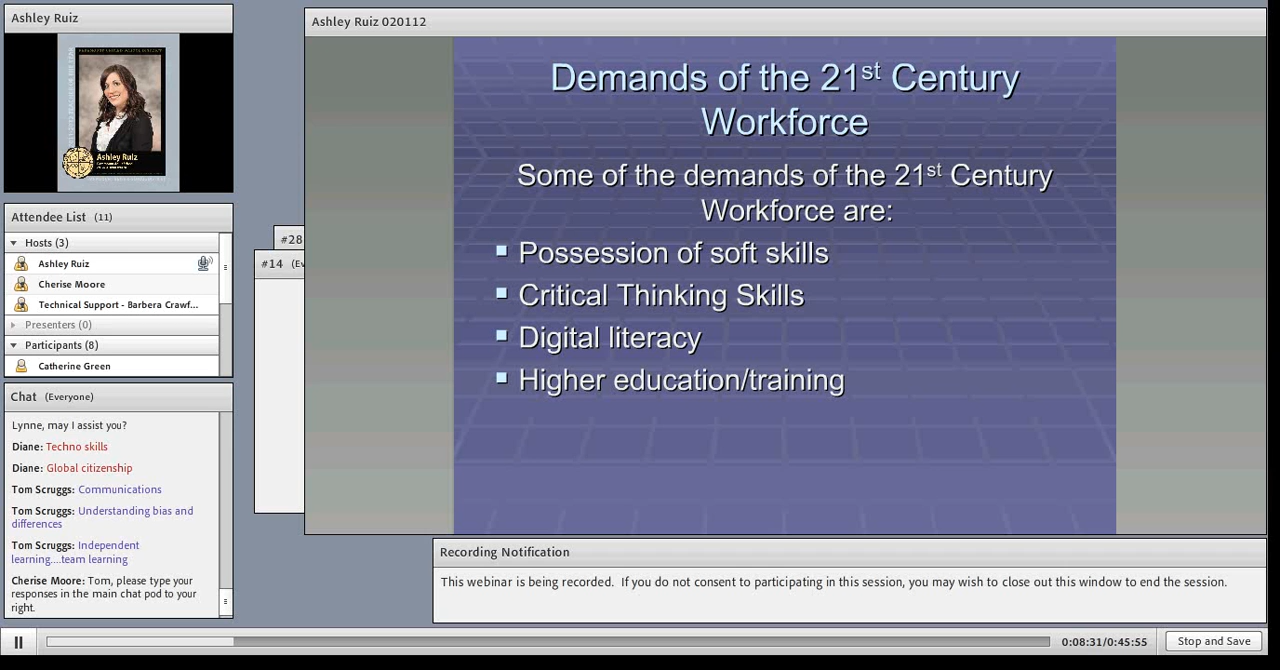 Ashley Ruiz
Ashley Ruiz
Attendee List (11)
Hosts (3)
Ashley Ruiz
Cherise Moore
Technical Support - Barbera Crawf...
Presenters (0)
Participants (8)
Catherine Green
Chat (Everyone)
Lynne, may I assist you?
Diane: Techno skills
Diane: Global citizenship
Tom Scruggs: Communications
Tom Scruggs: Understanding bias and
differences
Tom Scruggs: Independent
learning....team learning
Cherise Moore: Tom, please type your
responses in the main chat pod to your
right.
#28
#14 (Ev
Ashley Ruiz 020112
Demands of the 21st Century
Workforce
Some of the demands of the 21st Century
Workforce are:
Possession of soft skills
Critical Thinking Skills
Digital literacy
Higher education/training
Recording Notification
This webinar is being recorded. If you do not consent to participating in this session, you may wish to close out this window to end the session.
0:08:31/0:45:55
Stop and Save